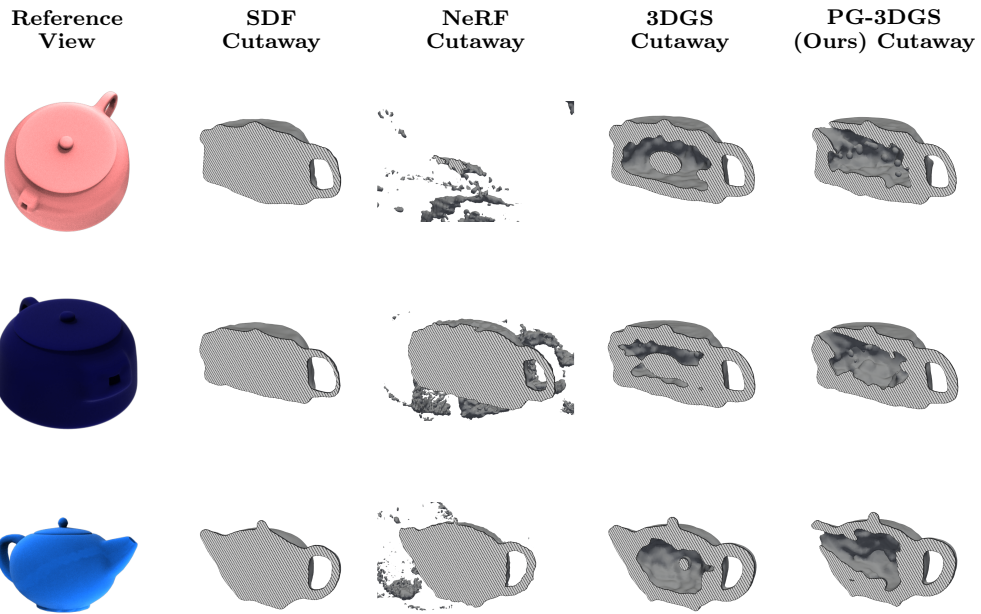 Reference View
SDF Cutaway
NeRF Cutaway
3DGS Cutaway
PG-3DGS (Ours) Cutaway